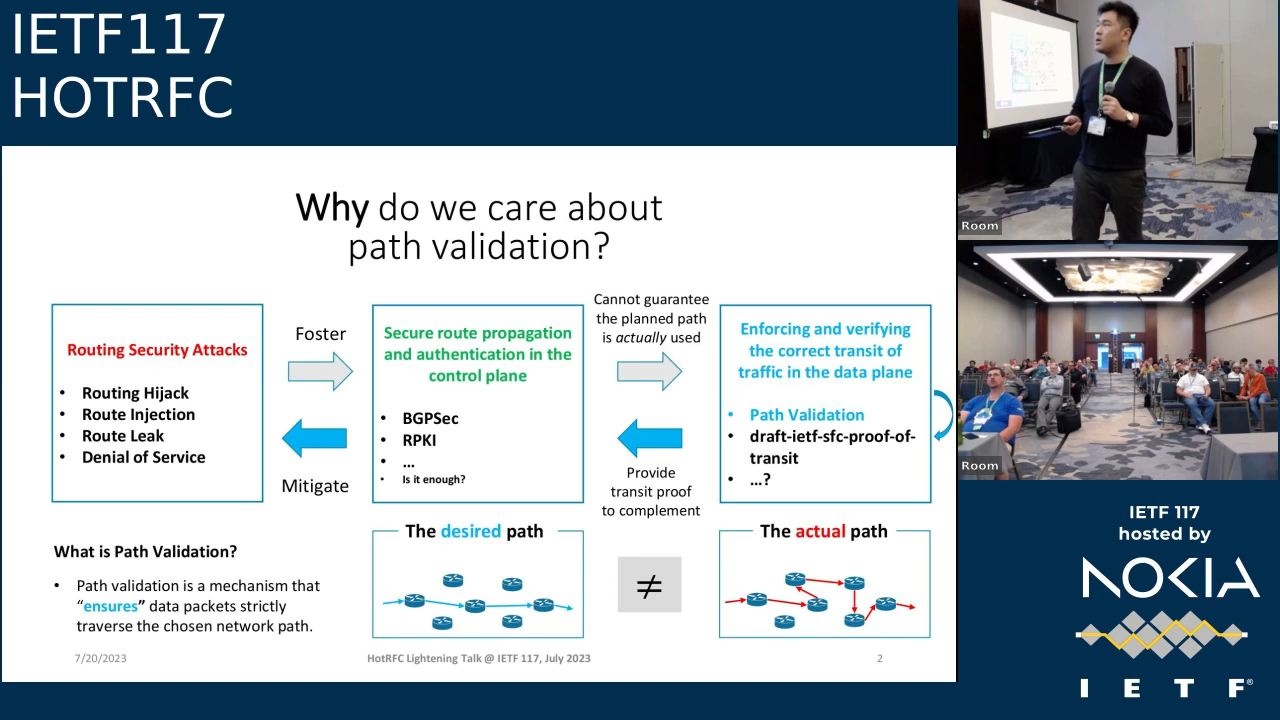 IETF117
HOTRFC
Why do we care about
path validation?
Routing Security Attacks
• Routing Hijack
• Route Injection
• Route Leak
• Denial of Service
Foster
Mitigate
Secure route propagation
and authentication in the
control plane
• BGPSec
• RPKI
• …
• Is it enough?
Cannot guarantee
the planned path
is actually used
Provide
transit proof
to complement
Enforcing and verifying
the correct transit of
traffic in the data plane
• Path Validation
• draft-ietf-sfc-proof-of-
transit
• …?
What is Path Validation?
• Path validation is a mechanism that
“ensures” data packets strictly
traverse the chosen network path.
The desired path
≠
The actual path
7/20/2023
HotRFC Lightening Talk @ IETF 117, July 2023
2
Room
Room
IETF 117
hosted by
NOKIA
I E T F®